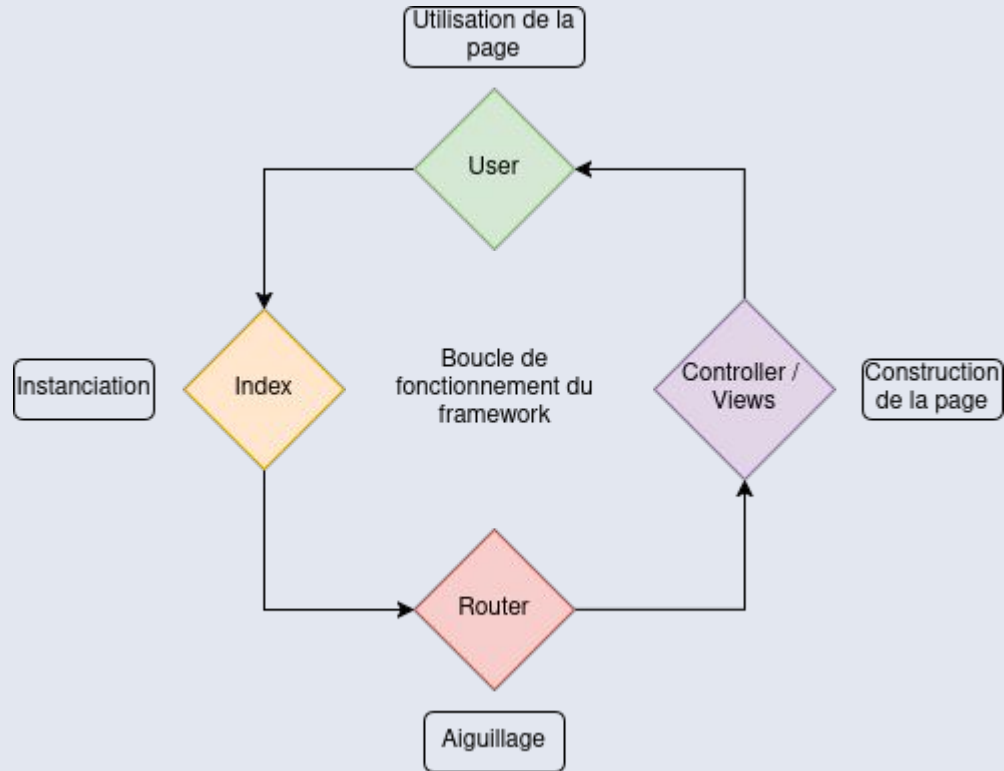 Utilisation de la
page
User
Instanciation
Index
Boucle de
fonctionnement du
framework
Controller /
Views
Construction
de la page
Router
Aiguillage